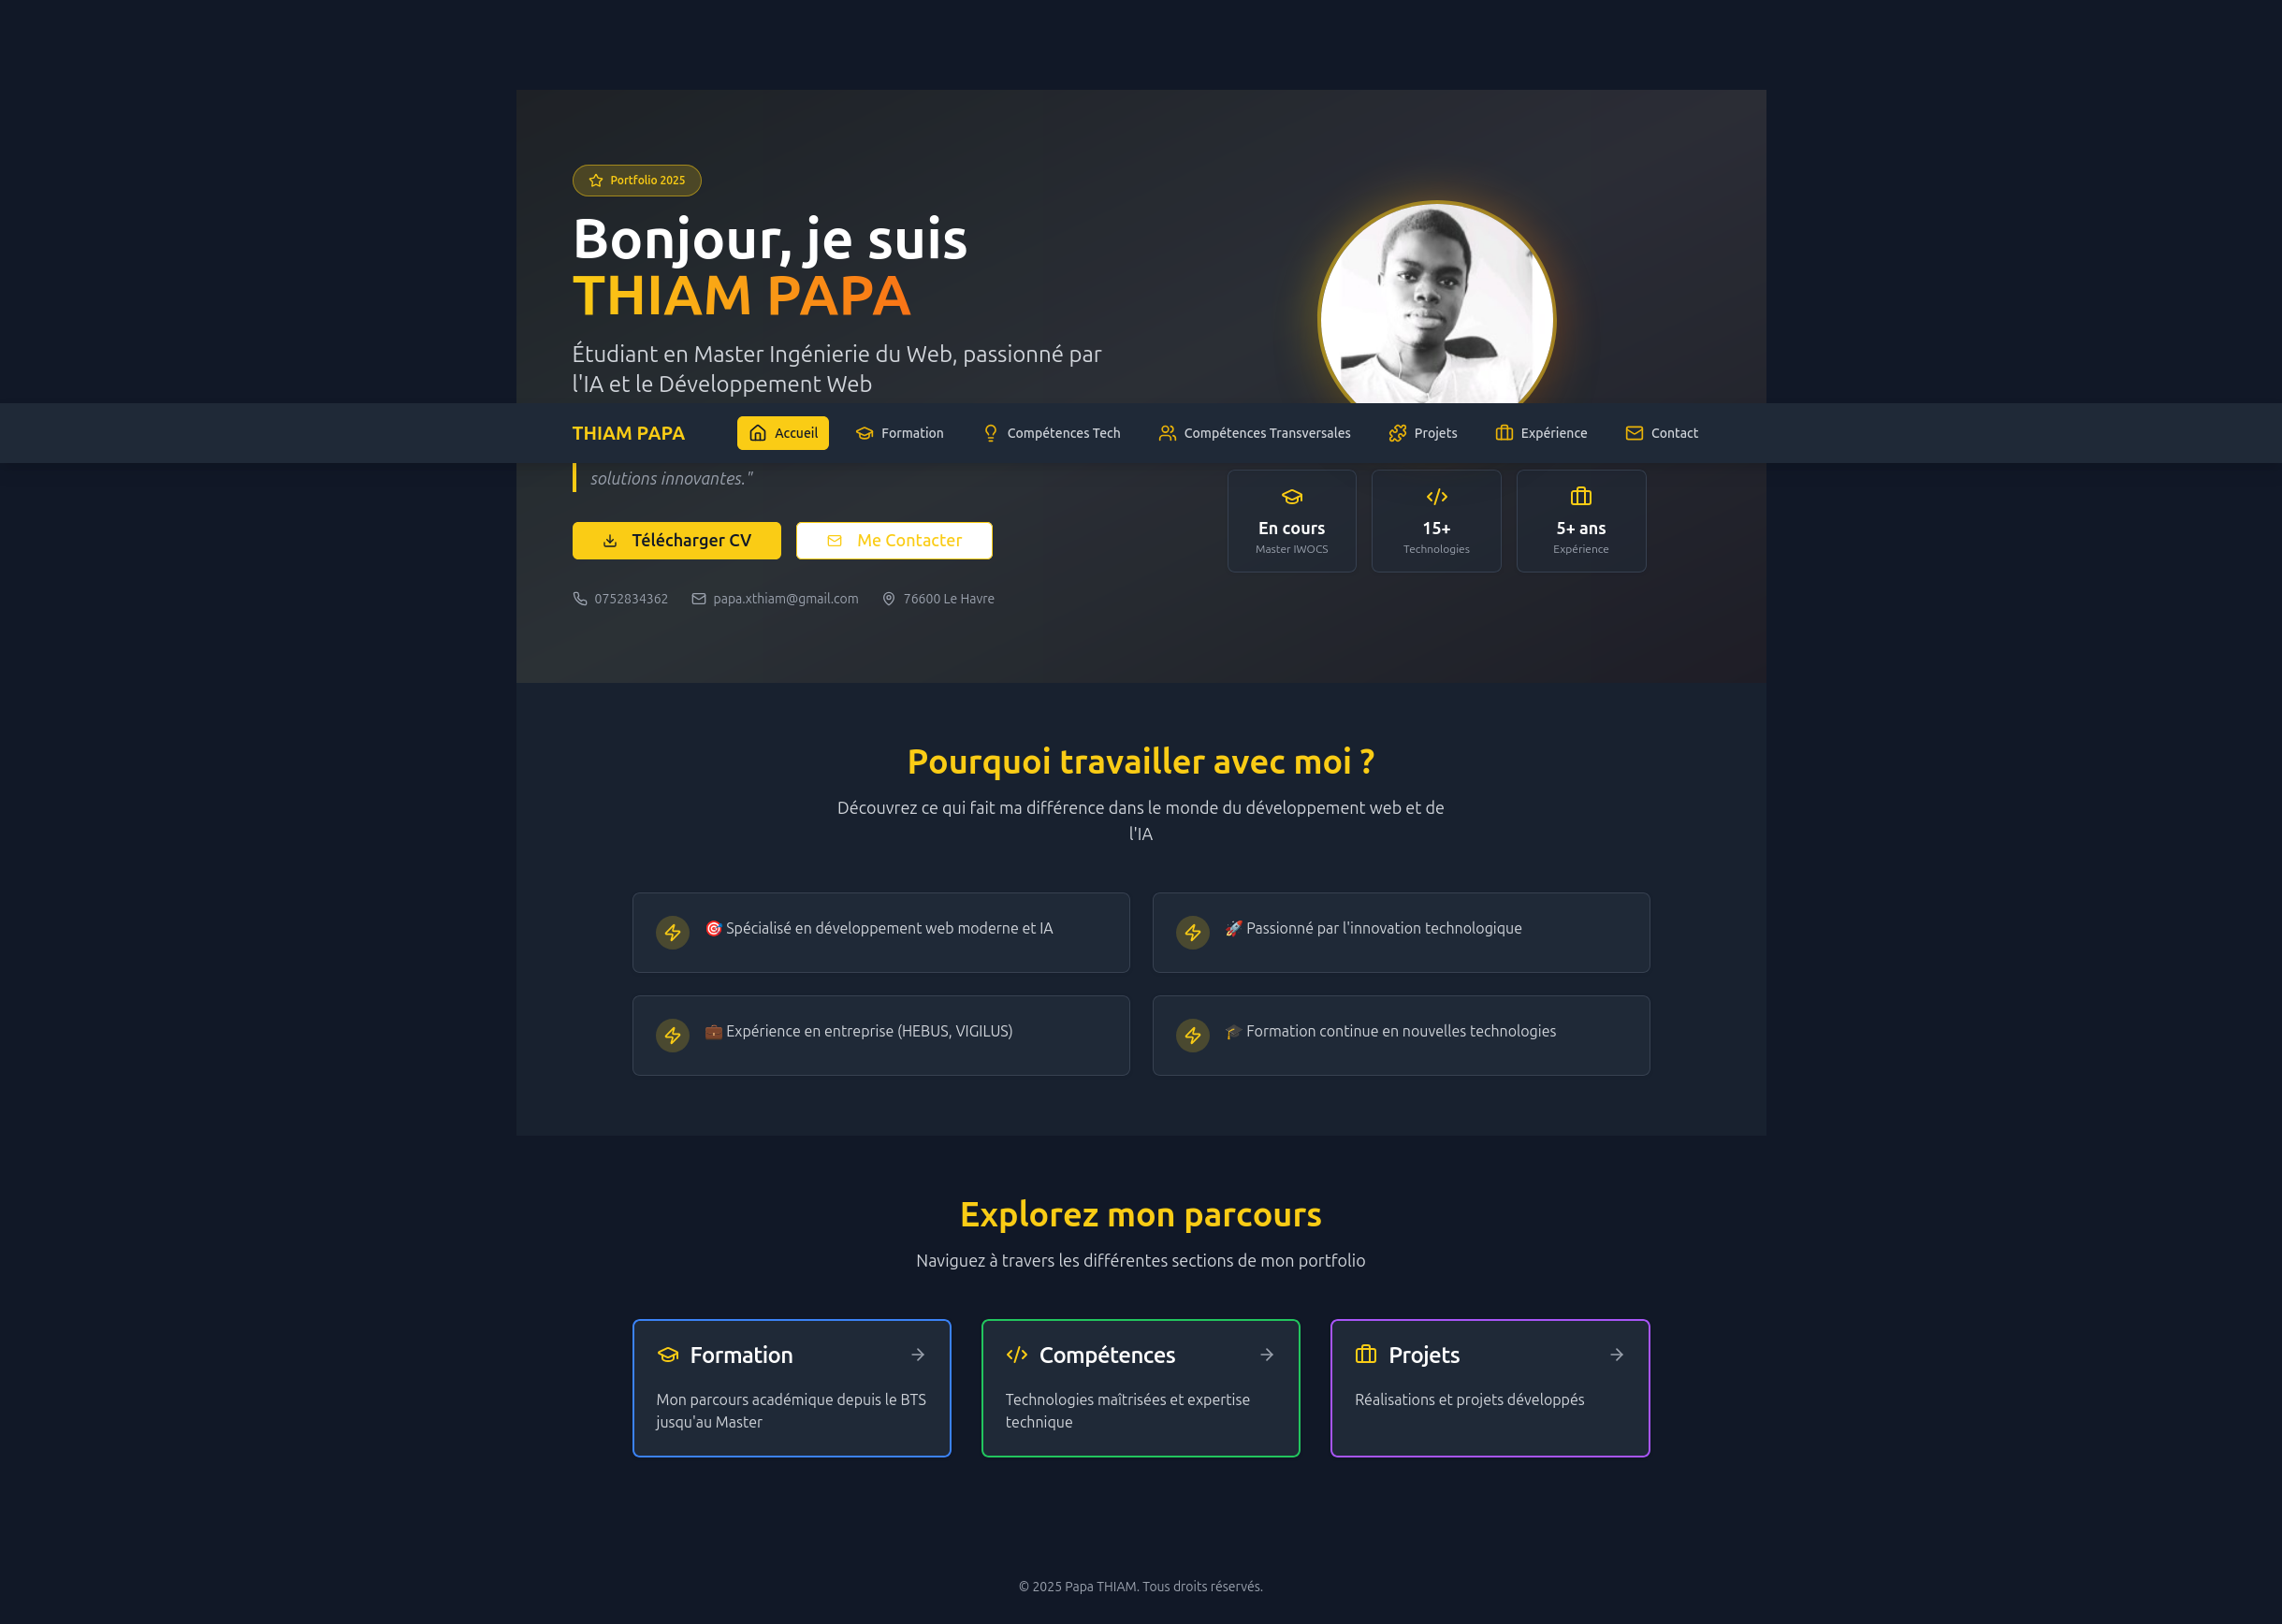 Portfolio 2025
Bonjour, je suis
THIAM PAPA
Étudiant en Master Ingénierie du Web, passionné par
l'IA et le Développement Web
THIAM PAPA
Accueil
Formation
Compétences Tech
Compétences Transversales
Projets
Expérience
Contact
solutions innovantes."
Télécharger CV
Me Contacter
0752834362
papa.xthiam@gmail.com
76600 Le Havre
En cours
Master IWOCS
15+
Technologies
5+ ans
Expérience
Pourquoi travailler avec moi ?
Découvrez ce qui fait ma différence dans le monde du développement web et de
l'IA
🎯 Spécialisé en développement web moderne et IA
🚀 Passionné par l'innovation technologique
💼 Expérience en entreprise (HEBUS, VIGILUS)
🎓 Formation continue en nouvelles technologies
Explorez mon parcours
Naviguez à travers les différentes sections de mon portfolio
Formation
Mon parcours académique depuis le BTS
jusqu'au Master
Compétences
Technologies maîtrisées et expertise
technique
Projets
Réalisations et projets développés
© 2025 Papa THIAM. Tous droits réservés.